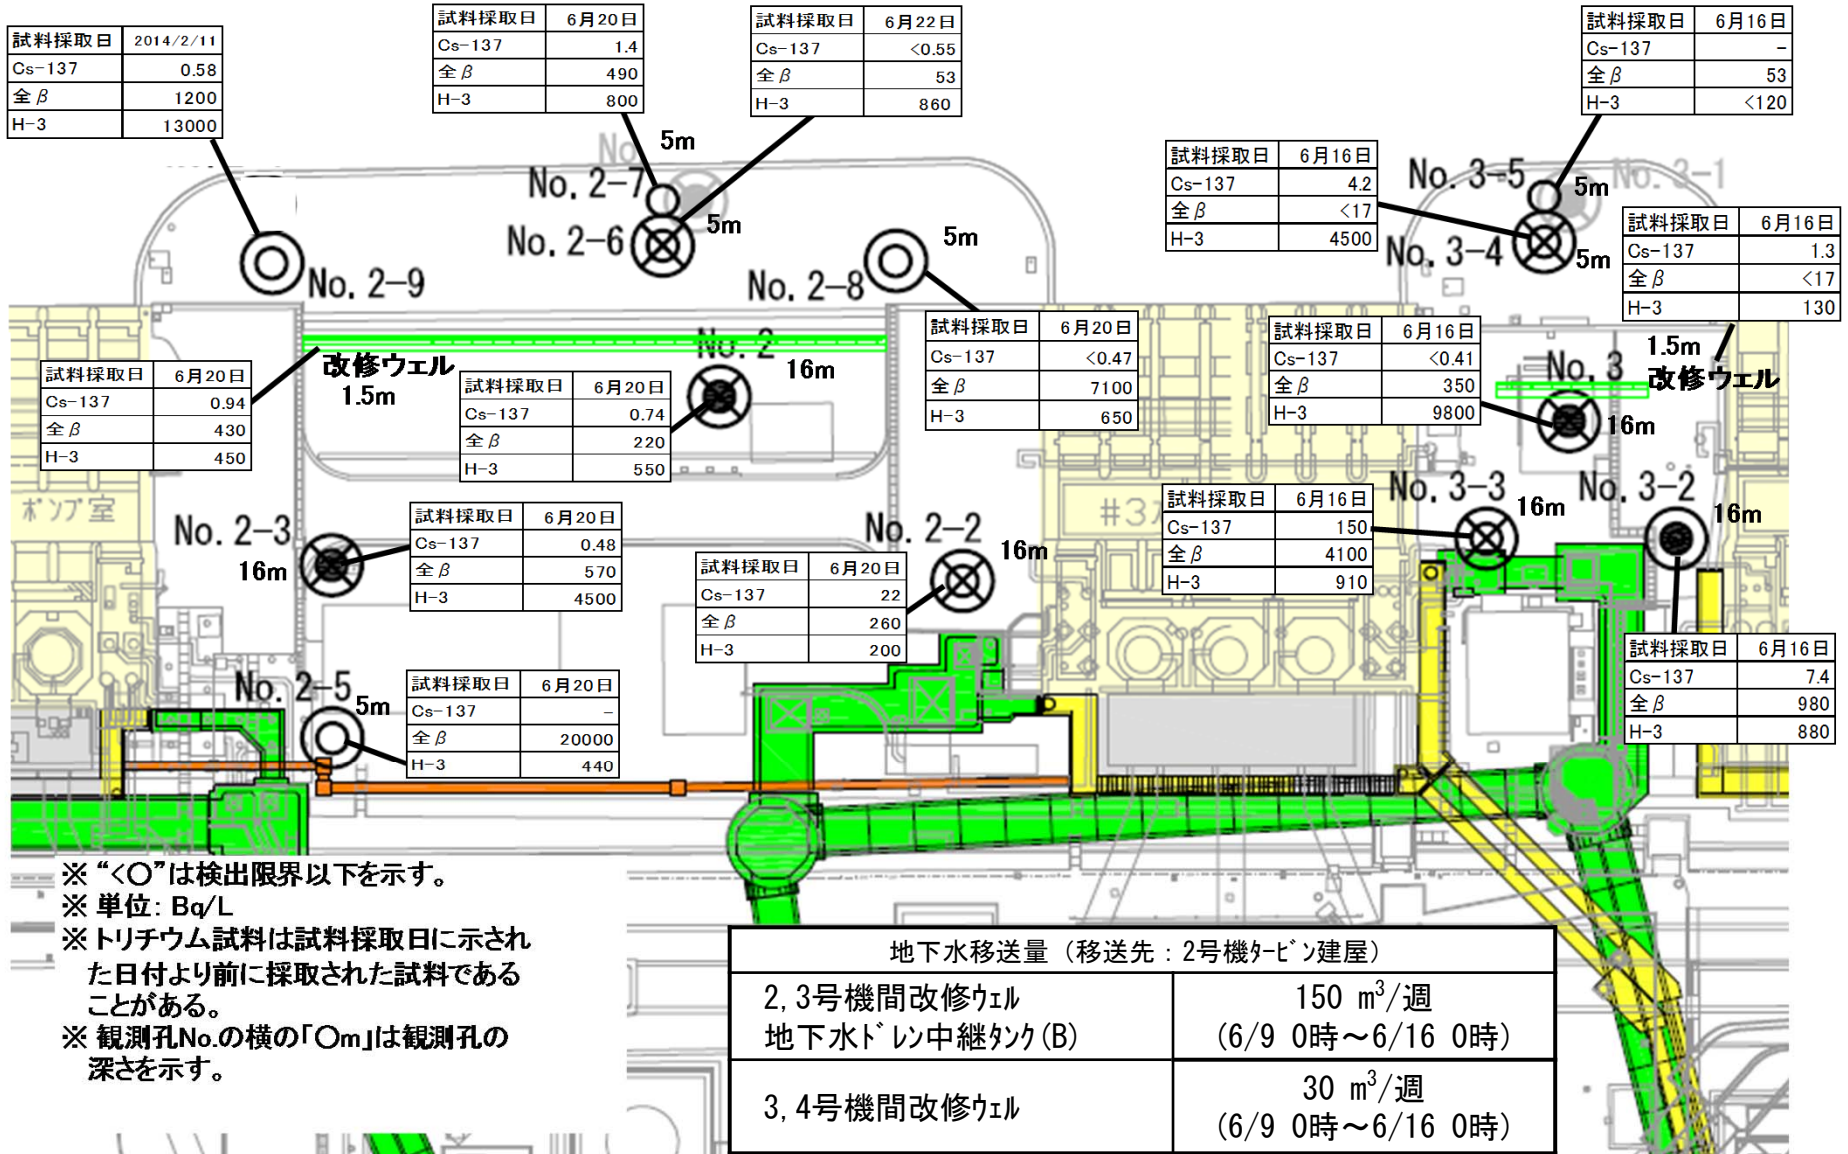 試料採取日 2014/2/11
Cs-137 0.58
全β 1200
H-3 13000
試料採取日 6月20日
Cs-137 1.4
全β 490
H-3 800
試料採取日 6月22日
Cs-137 <0.55
全β 53
H-3 860
試料採取日 6月16日
Cs-137 -
全β 53
H-3 <120
試料採取日 6月16日
Cs-137 4.2
全β <17
H-3 4500
試料採取日 6月16日
Cs-137 1.3
全β <17
H-3 130
No 5m
No. 2-7
No. 2-6 5m
No. 2-9
No. 2-8 5m
No. 3-5 5m No. 3-1
No. 3-4 5m
改修ウェル
1.5m
No. 2 16m
試料採取日 6月20日
Cs-137 0.94
全β 430
H-3 450
試料採取日 6月20日
Cs-137 0.74
全β 220
H-3 550
試料採取日 6月20日
Cs-137 <0.47
全β 7100
H-3 650
試料採取日 6月16日
Cs-137 <0.41
全β 350
H-3 9800
1.5m
改修ウェル
No. 3
16m
ポンプ室
No. 2-3
16m
試料採取日 6月20日
Cs-137 0.48
全β 570
H-3 4500
No. 2-2
16m
試料採取日 6月20日
Cs-137 22
全β 260
H-3 200
#3
試料採取日 6月16日
Cs-137 150
全β 4100
H-3 910
No. 3-3 16m
No. 3-2 16m
試料採取日 6月16日
Cs-137 7.4
全β 980
H-3 880
No. 2-5 5m
試料採取日 6月20日
Cs-137 -
全β 20000
H-3 440
※ “<○”は検出限界以下を示す。
※ 単位: Bq/L
※ トリチウム試料は試料採取日に示され
た日付より前に採取された試料である
ことがある。
※ 観測孔No.の横の「○m」は観測孔の
深さを示す。
地下水移送量 (移送先：2号機ﾀｰﾋﾞﾝ建屋)
2,3号機間改修ｳｪﾙ
地下水ﾄﾞﾚﾝ中継ﾀﾝｸ(B)
150 m³/週
(6/9 0時～6/16 0時)
3,4号機間改修ｳｪﾙ
30 m³/週
(6/9 0時～6/16 0時)